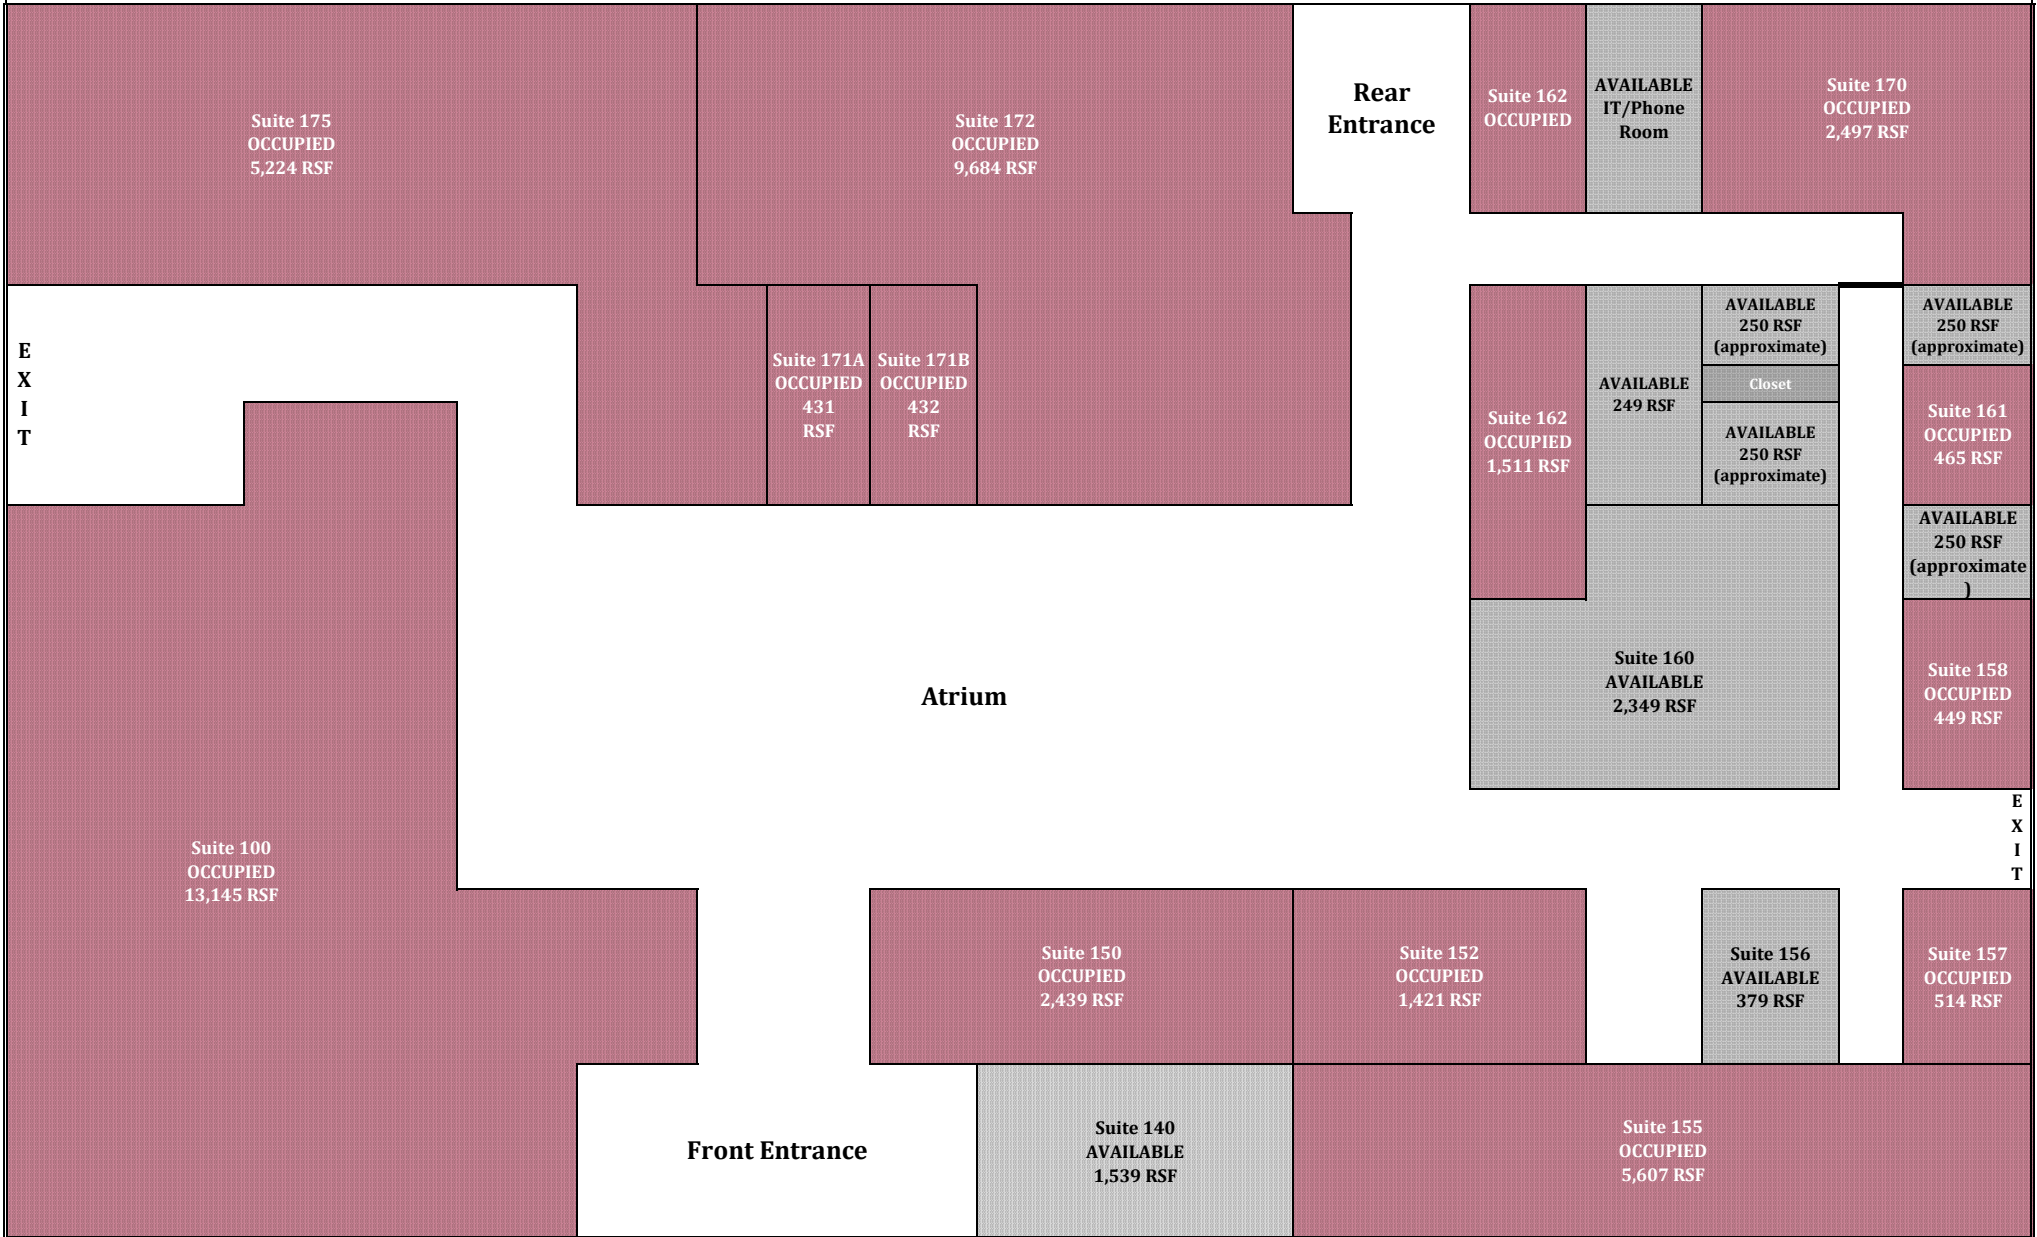 Suite 175
OCCUPIED
5,224 RSF
Suite 172
OCCUPIED
9,684 RSF
Rear
Entrance
Suite 162
OCCUPIED
AVAILABLE
IT/Phone
Room
Suite 170
OCCUPIED
2,497 RSF
E
X
I
T
Suite 171A
OCCUPIED
431
RSF
Suite 171B
OCCUPIED
432
RSF
Suite 162
OCCUPIED
1,511 RSF
AVAILABLE
249 RSF
AVAILABLE
250 RSF
(approximate)
Closet
AVAILABLE
250 RSF
(approximate)
AVAILABLE
250 RSF
(approximate)
Suite 161
OCCUPIED
465 RSF
AVAILABLE
250 RSF
(approximate
)
Atrium
Suite 160
AVAILABLE
2,349 RSF
Suite 158
OCCUPIED
449 RSF
E
X
I
T
Suite 100
OCCUPIED
13,145 RSF
Suite 150
OCCUPIED
2,439 RSF
Suite 152
OCCUPIED
1,421 RSF
Suite 156
AVAILABLE
379 RSF
Suite 157
OCCUPIED
514 RSF
Front Entrance
Suite 140
AVAILABLE
1,539 RSF
Suite 155
OCCUPIED
5,607 RSF